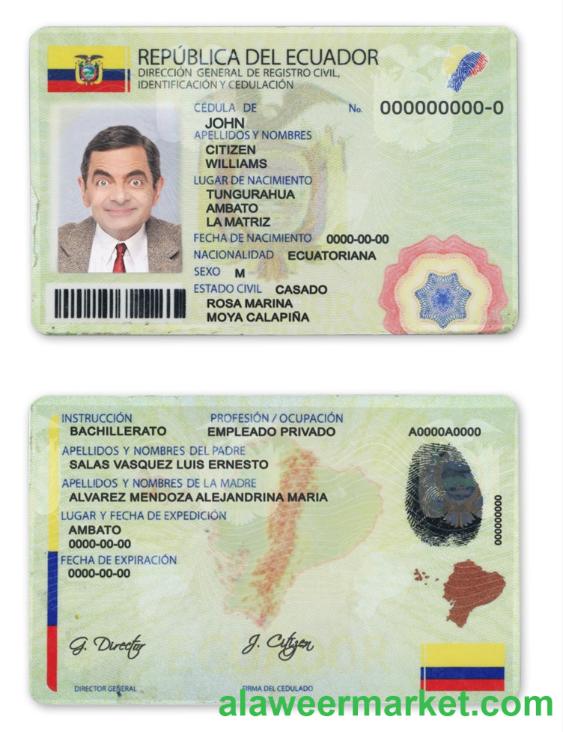 REPÚBLICA DEL ECUADOR
DIRECCIÓN GENERAL DE REGISTRO CIVIL,
IDENTIFICACIÓN Y CEDULACIÓN
CÉDULA DE No. 000000000-0
JOHN
APELLIDOS Y NOMBRES
CITIZEN
WILLIAMS
LUGAR DE NACIMIENTO
TUNGURAHUA
AMBATO
LA MATRIZ
FECHA DE NACIMIENTO 0000-00-00
NACIONALIDAD ECUATORIANA
SEXO M
ESTADO CIVIL CASADO
ROSA MARINA
MOYA CALAPIÑA
INSTRUCCIÓN PROFESIÓN / OCUPACIÓN
BACHILLERATO EMPLEADO PRIVADO A0000A0000
APELLIDOS Y NOMBRES DEL PADRE
SALAS VASQUEZ LUIS ERNESTO
APELLIDOS Y NOMBRES DE LA MADRE
ALVAREZ MENDOZA ALEJANDRINA MARIA
LUGAR Y FECHA DE EXPEDICIÓN
AMBATO
0000-00-00
000000000
FECHA DE EXPIRACIÓN
0000-00-00
G. Director J. Citizen
DIRECTOR GENERAL FIRMA DEL CEDULADO
alaweermarket.com